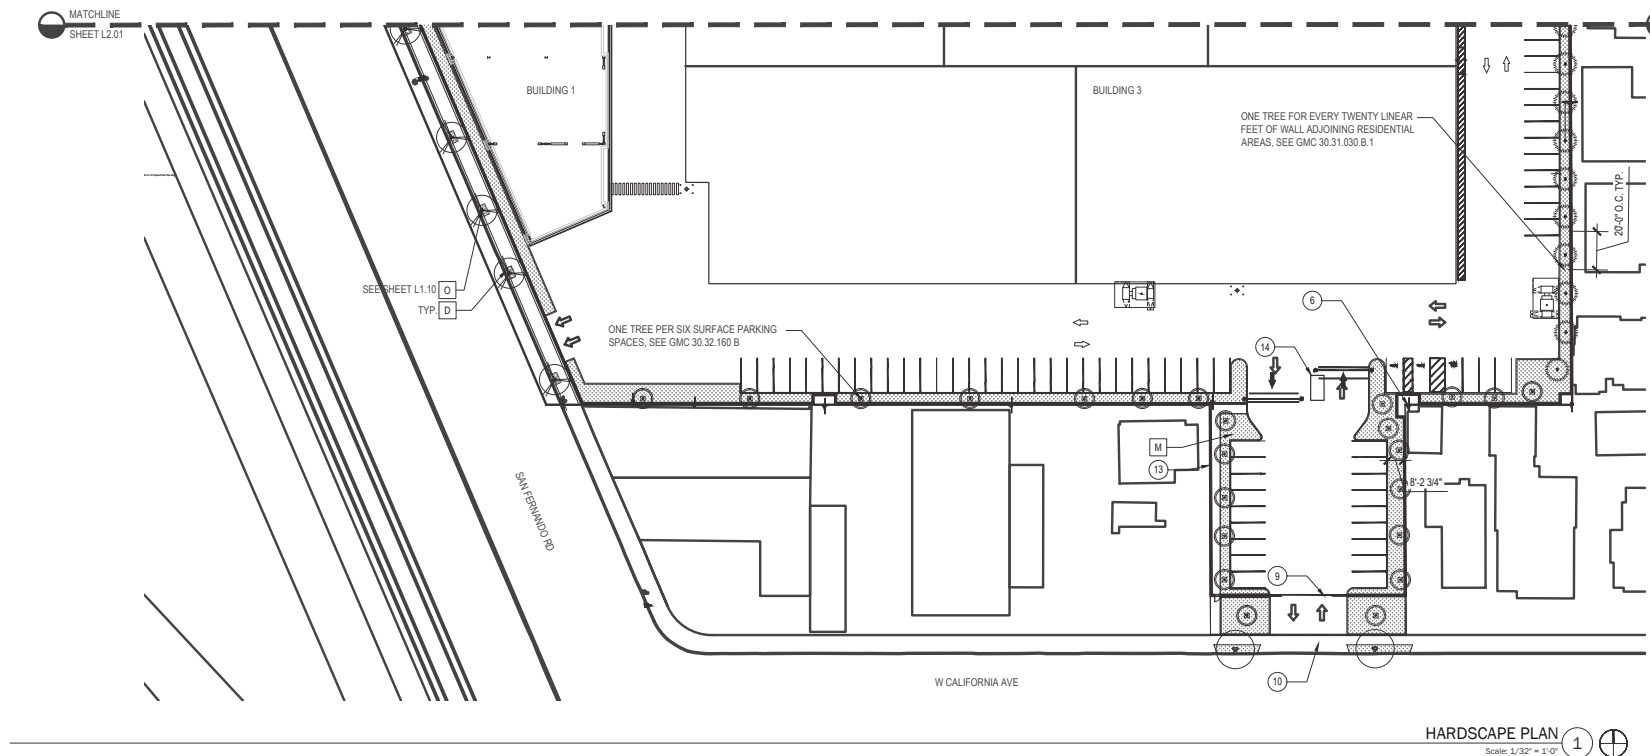 MATCHLINE
SHEET L2.01
BUILDING 1
BUILDING 3
ONE TREE FOR EVERY TWENTY LINEAR
FEET OF WALL ADJOINING RESIDENTIAL
AREAS, SEE GMC 30.31.030.B.1
20'-0" O.C. TYP.
SEE SHEET L1.10 O
TYP. D
6
ONE TREE PER SIX SURFACE PARKING
SPACES, SEE GMC 30.32.160 B
14
M
13
8'-2 3/4"
SAN FERNANDO RD
9
10
W CALIFORNIA AVE
HARDSCAPE PLAN 1
Scale: 1/32" = 1'-0"